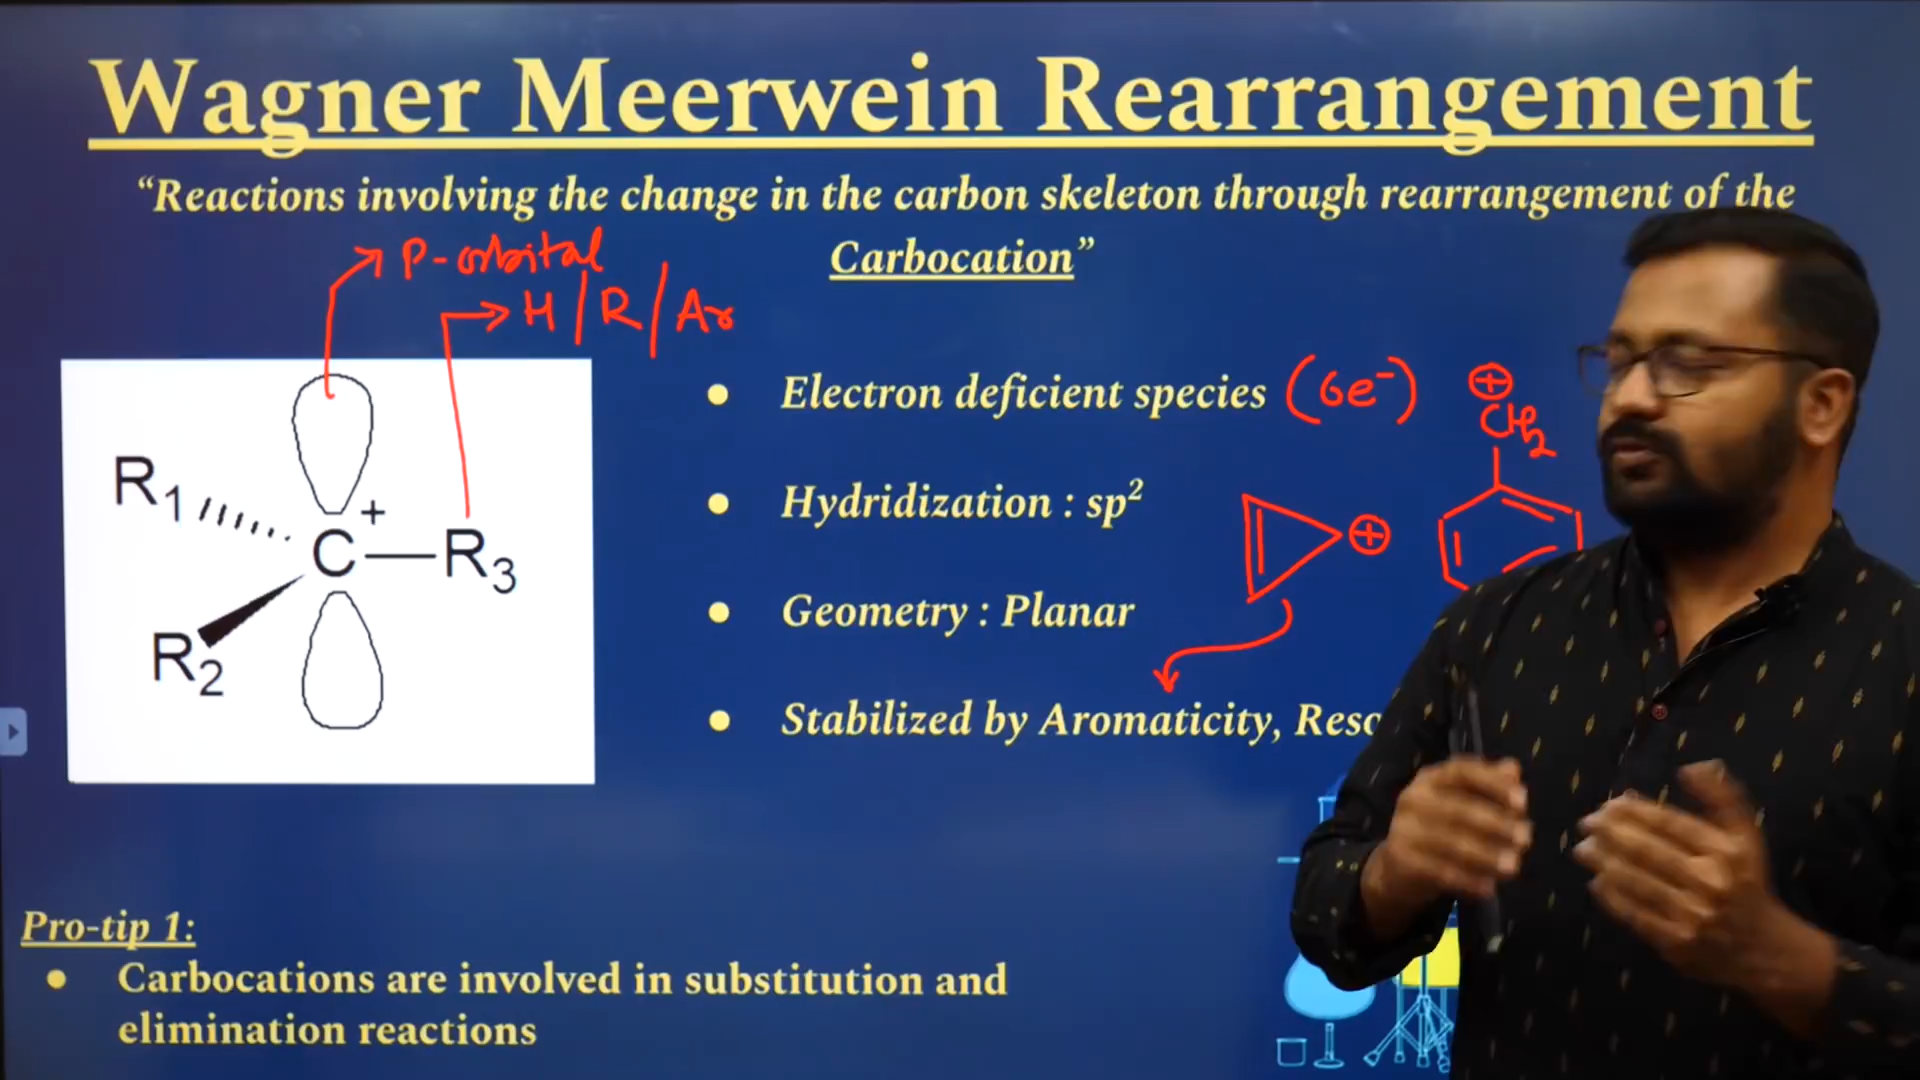 Wagner Meerwein Rearrangement
“Reactions involving the change in the carbon skeleton through rearrangement of the
Carbocation”
P-orbital
H / R / Ar
R1
C+ — R3
R2
● Electron deficient species (6e⁻)
⊕
CH2
● Hydridization : sp²
⊕
● Geometry : Planar
● Stabilized by Aromaticity,
Pro-tip 1:
● Carbocations are involved in substitution and
elimination reactions